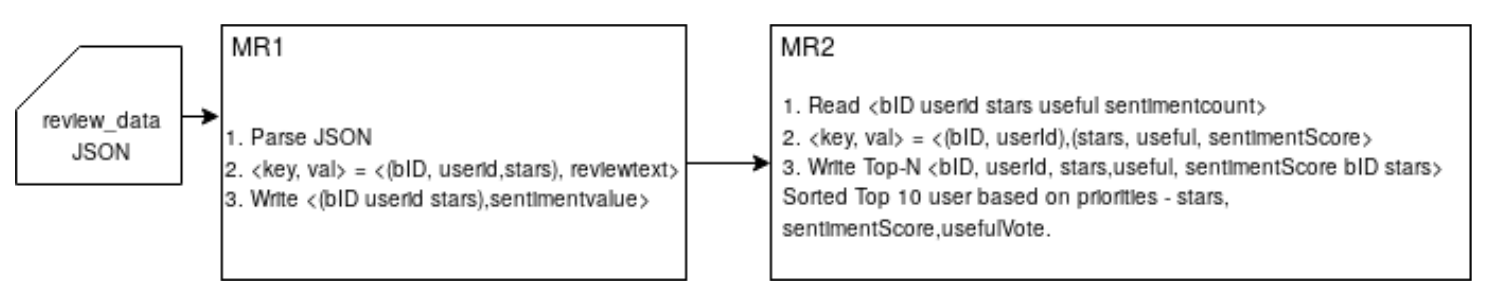 review_data
JSON
MR1
1. Parse JSON
2. <key, val> = <(bID, userid,stars), reviewtext>
3. Write <(bID userid stars),sentimentvalue>
MR2
1. Read <bID userid stars useful sentimentcount>
2. <key, val> = <(bID, userId),(stars, useful, sentimentScore>
3. Write Top-N <bID, userId, stars,useful, sentimentScore bID stars>
Sorted Top 10 user based on priorities - stars,
sentimentScore,usefulVote.